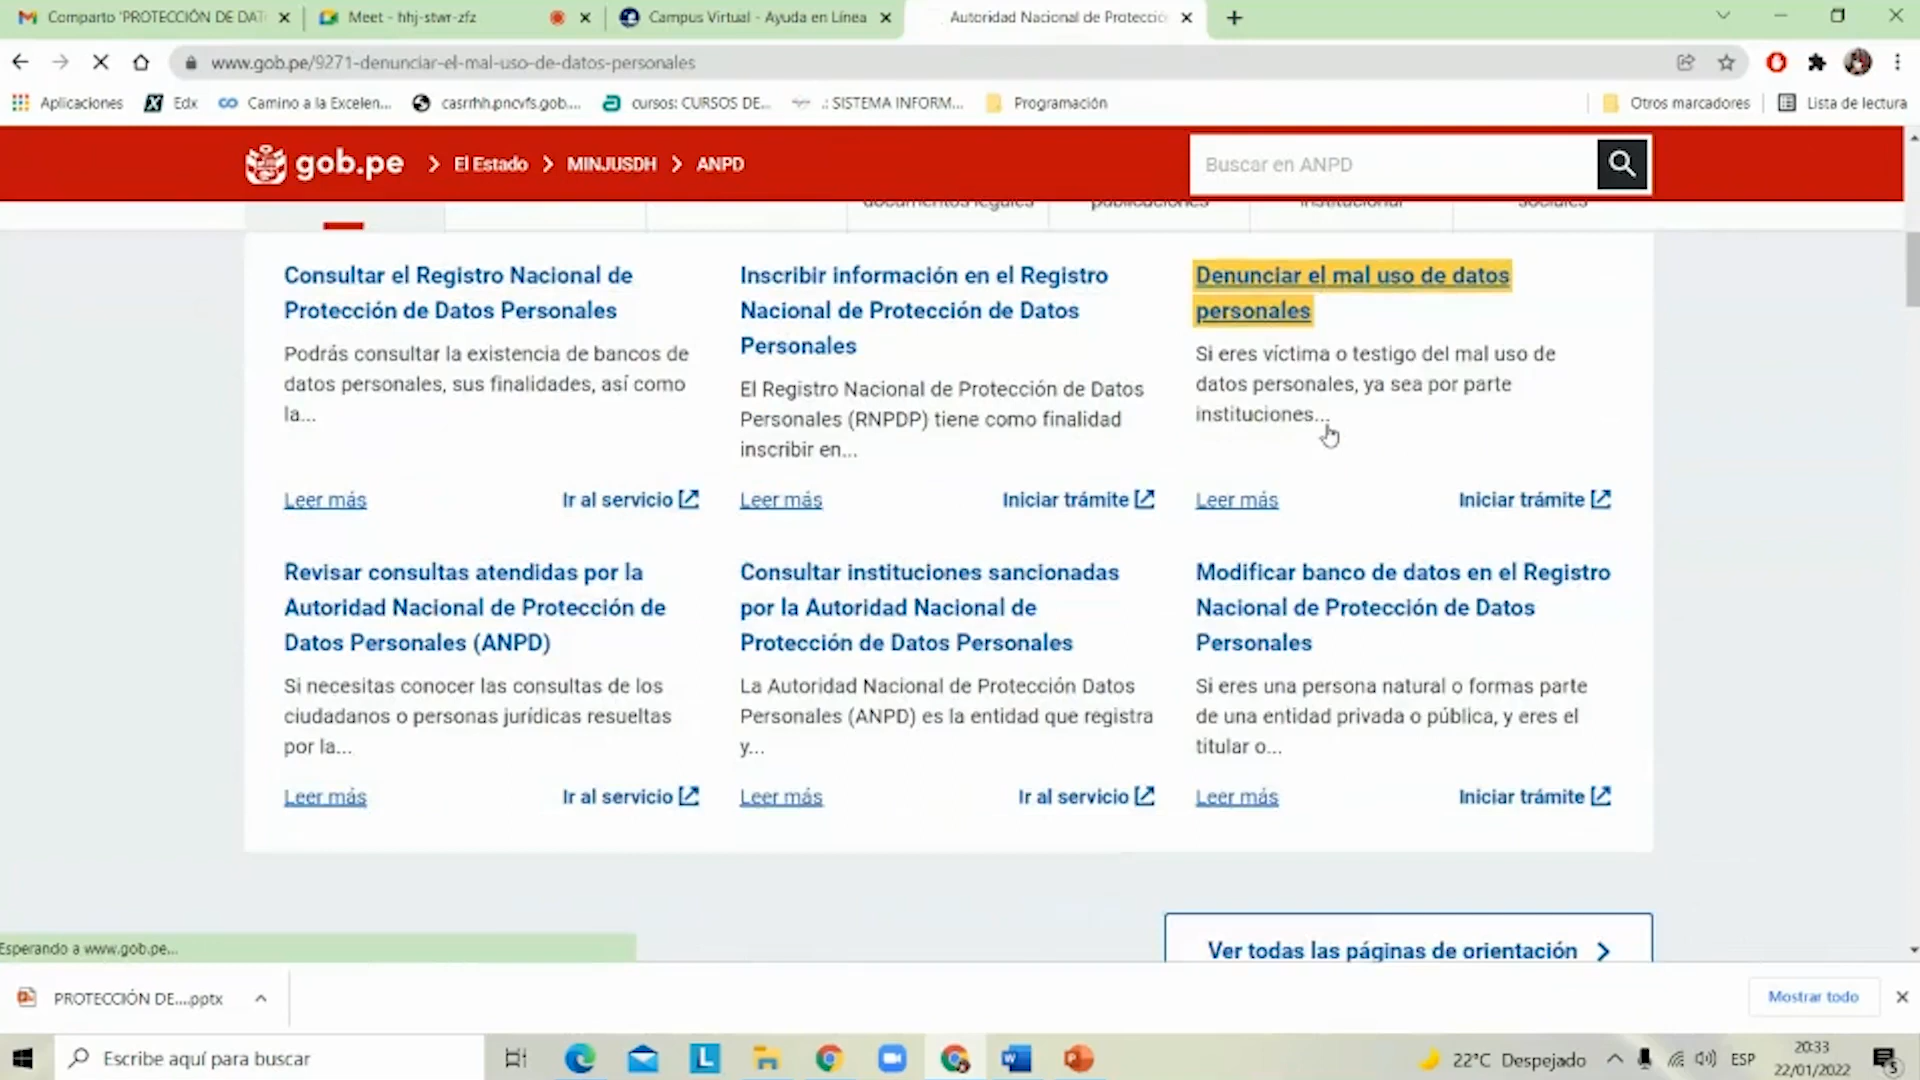 Comparto 'PROTECCIÓN DE DAT
Meet - hhj-stwr-zfz
Campus Virtual - Ayuda en Línea
Autoridad Nacional de Protecció
www.gob.pe/9271-denunciar-el-mal-uso-de-datos-personales
Aplicaciones
Edx
Camino a la Excelen...
casrrhh.pncvfs.gob....
cursos: CURSOS DE...
.: SISTEMA INFORM...
Programación
Otros marcadores
Lista de lectura
gob.pe
El Estado
MINJUSDH
ANPD
Buscar en ANPD
documentos legales
publicaciones
institucional
sociales
Consultar el Registro Nacional de
Protección de Datos Personales
Podrás consultar la existencia de bancos de
datos personales, sus finalidades, así como
la...
Leer más
Ir al servicio
Inscribir información en el Registro
Nacional de Protección de Datos
Personales
El Registro Nacional de Protección de Datos
Personales (RNPDP) tiene como finalidad
inscribir en...
Leer más
Iniciar trámite
Denunciar el mal uso de datos
personales
Si eres víctima o testigo del mal uso de
datos personales, ya sea por parte
instituciones...
Leer más
Iniciar trámite
Revisar consultas atendidas por la
Autoridad Nacional de Protección de
Datos Personales (ANPD)
Si necesitas conocer las consultas de los
ciudadanos o personas jurídicas resueltas
por la...
Leer más
Ir al servicio
Consultar instituciones sancionadas
por la Autoridad Nacional de
Protección de Datos Personales
La Autoridad Nacional de Protección Datos
Personales (ANPD) es la entidad que registra
y...
Leer más
Ir al servicio
Modificar banco de datos en el Registro
Nacional de Protección de Datos
Personales
Si eres una persona natural o formas parte
de una entidad privada o pública, y eres el
titular o...
Leer más
Iniciar trámite
Ver todas las páginas de orientación
Esperando a www.gob.pe...
PROTECCIÓN DE....pptx
Mostrar todo
Escribe aquí para buscar
22°C Despejado
ESP
20:33
22/01/2022
5